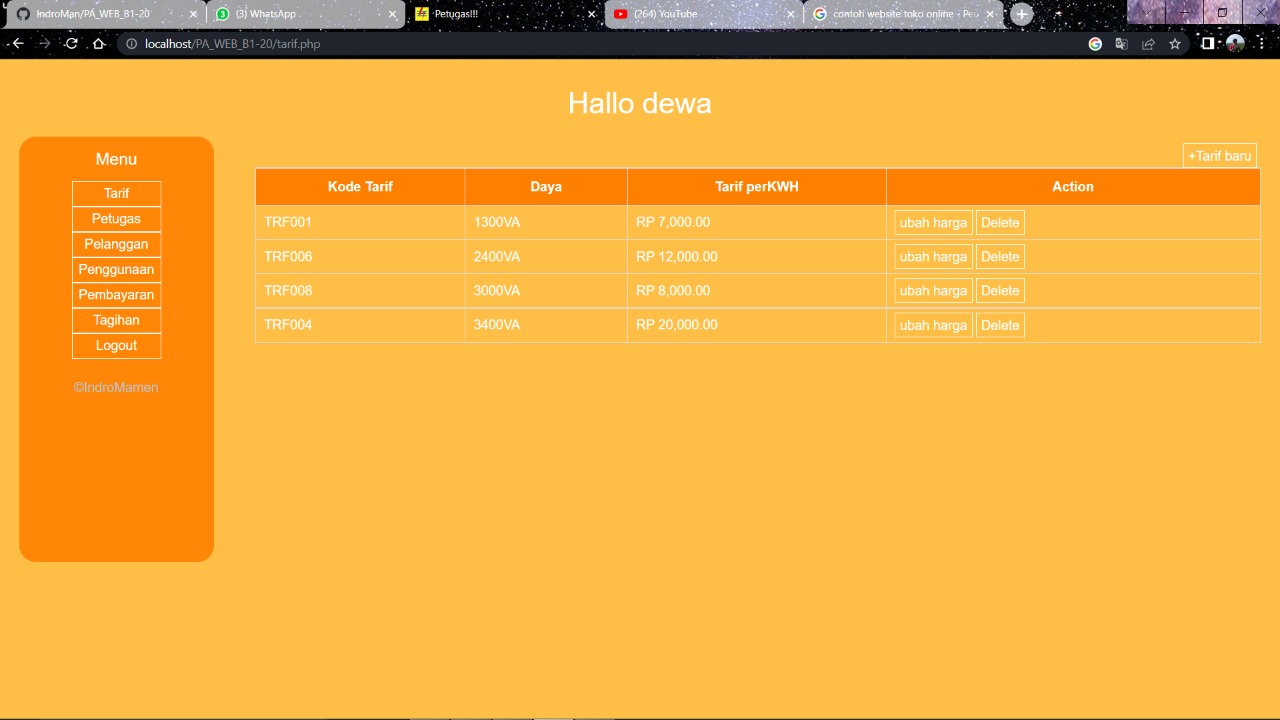 IndroMan/PA_WEB_B1-20
(3) WhatsApp
Petugas!!!
(264) YouTube
contoh website toko online - Pen
localhost/PA_WEB_B1-20/tarif.php
Hallo dewa
Menu
Tarif
Petugas
Pelanggan
Penggunaan
Pembayaran
Tagihan
Logout
©IndroMamen
+Tarif baru
Kode Tarif Daya Tarif perKWH Action
TRF001 1300VA RP 7,000.00 ubah harga Delete
TRF006 2400VA RP 12,000.00 ubah harga Delete
TRF008 3000VA RP 8,000.00 ubah harga Delete
TRF004 3400VA RP 20,000.00 ubah harga Delete